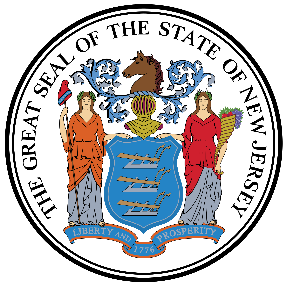 THE GREAT SEAL OF THE STATE OF NEW JERSEY
LIBERTY AND PROSPERITY
1776